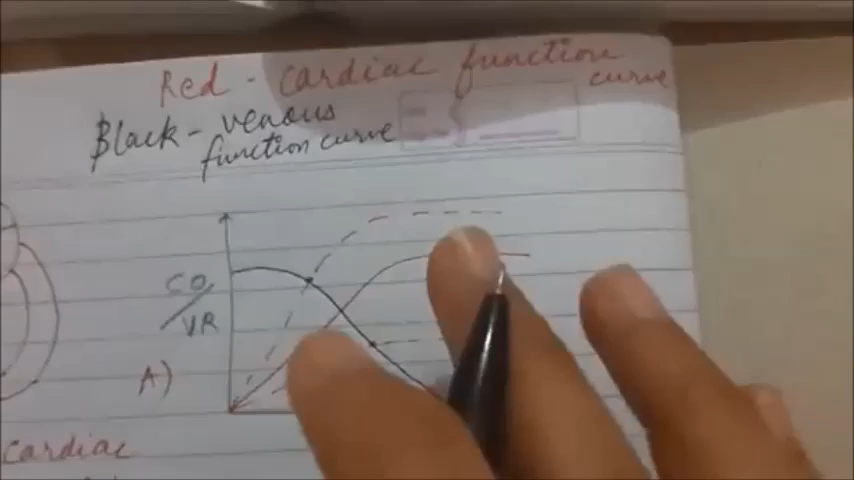 Red - cardiac function
curve
Black - venous
function curve
CO
VR
A)
cardiac